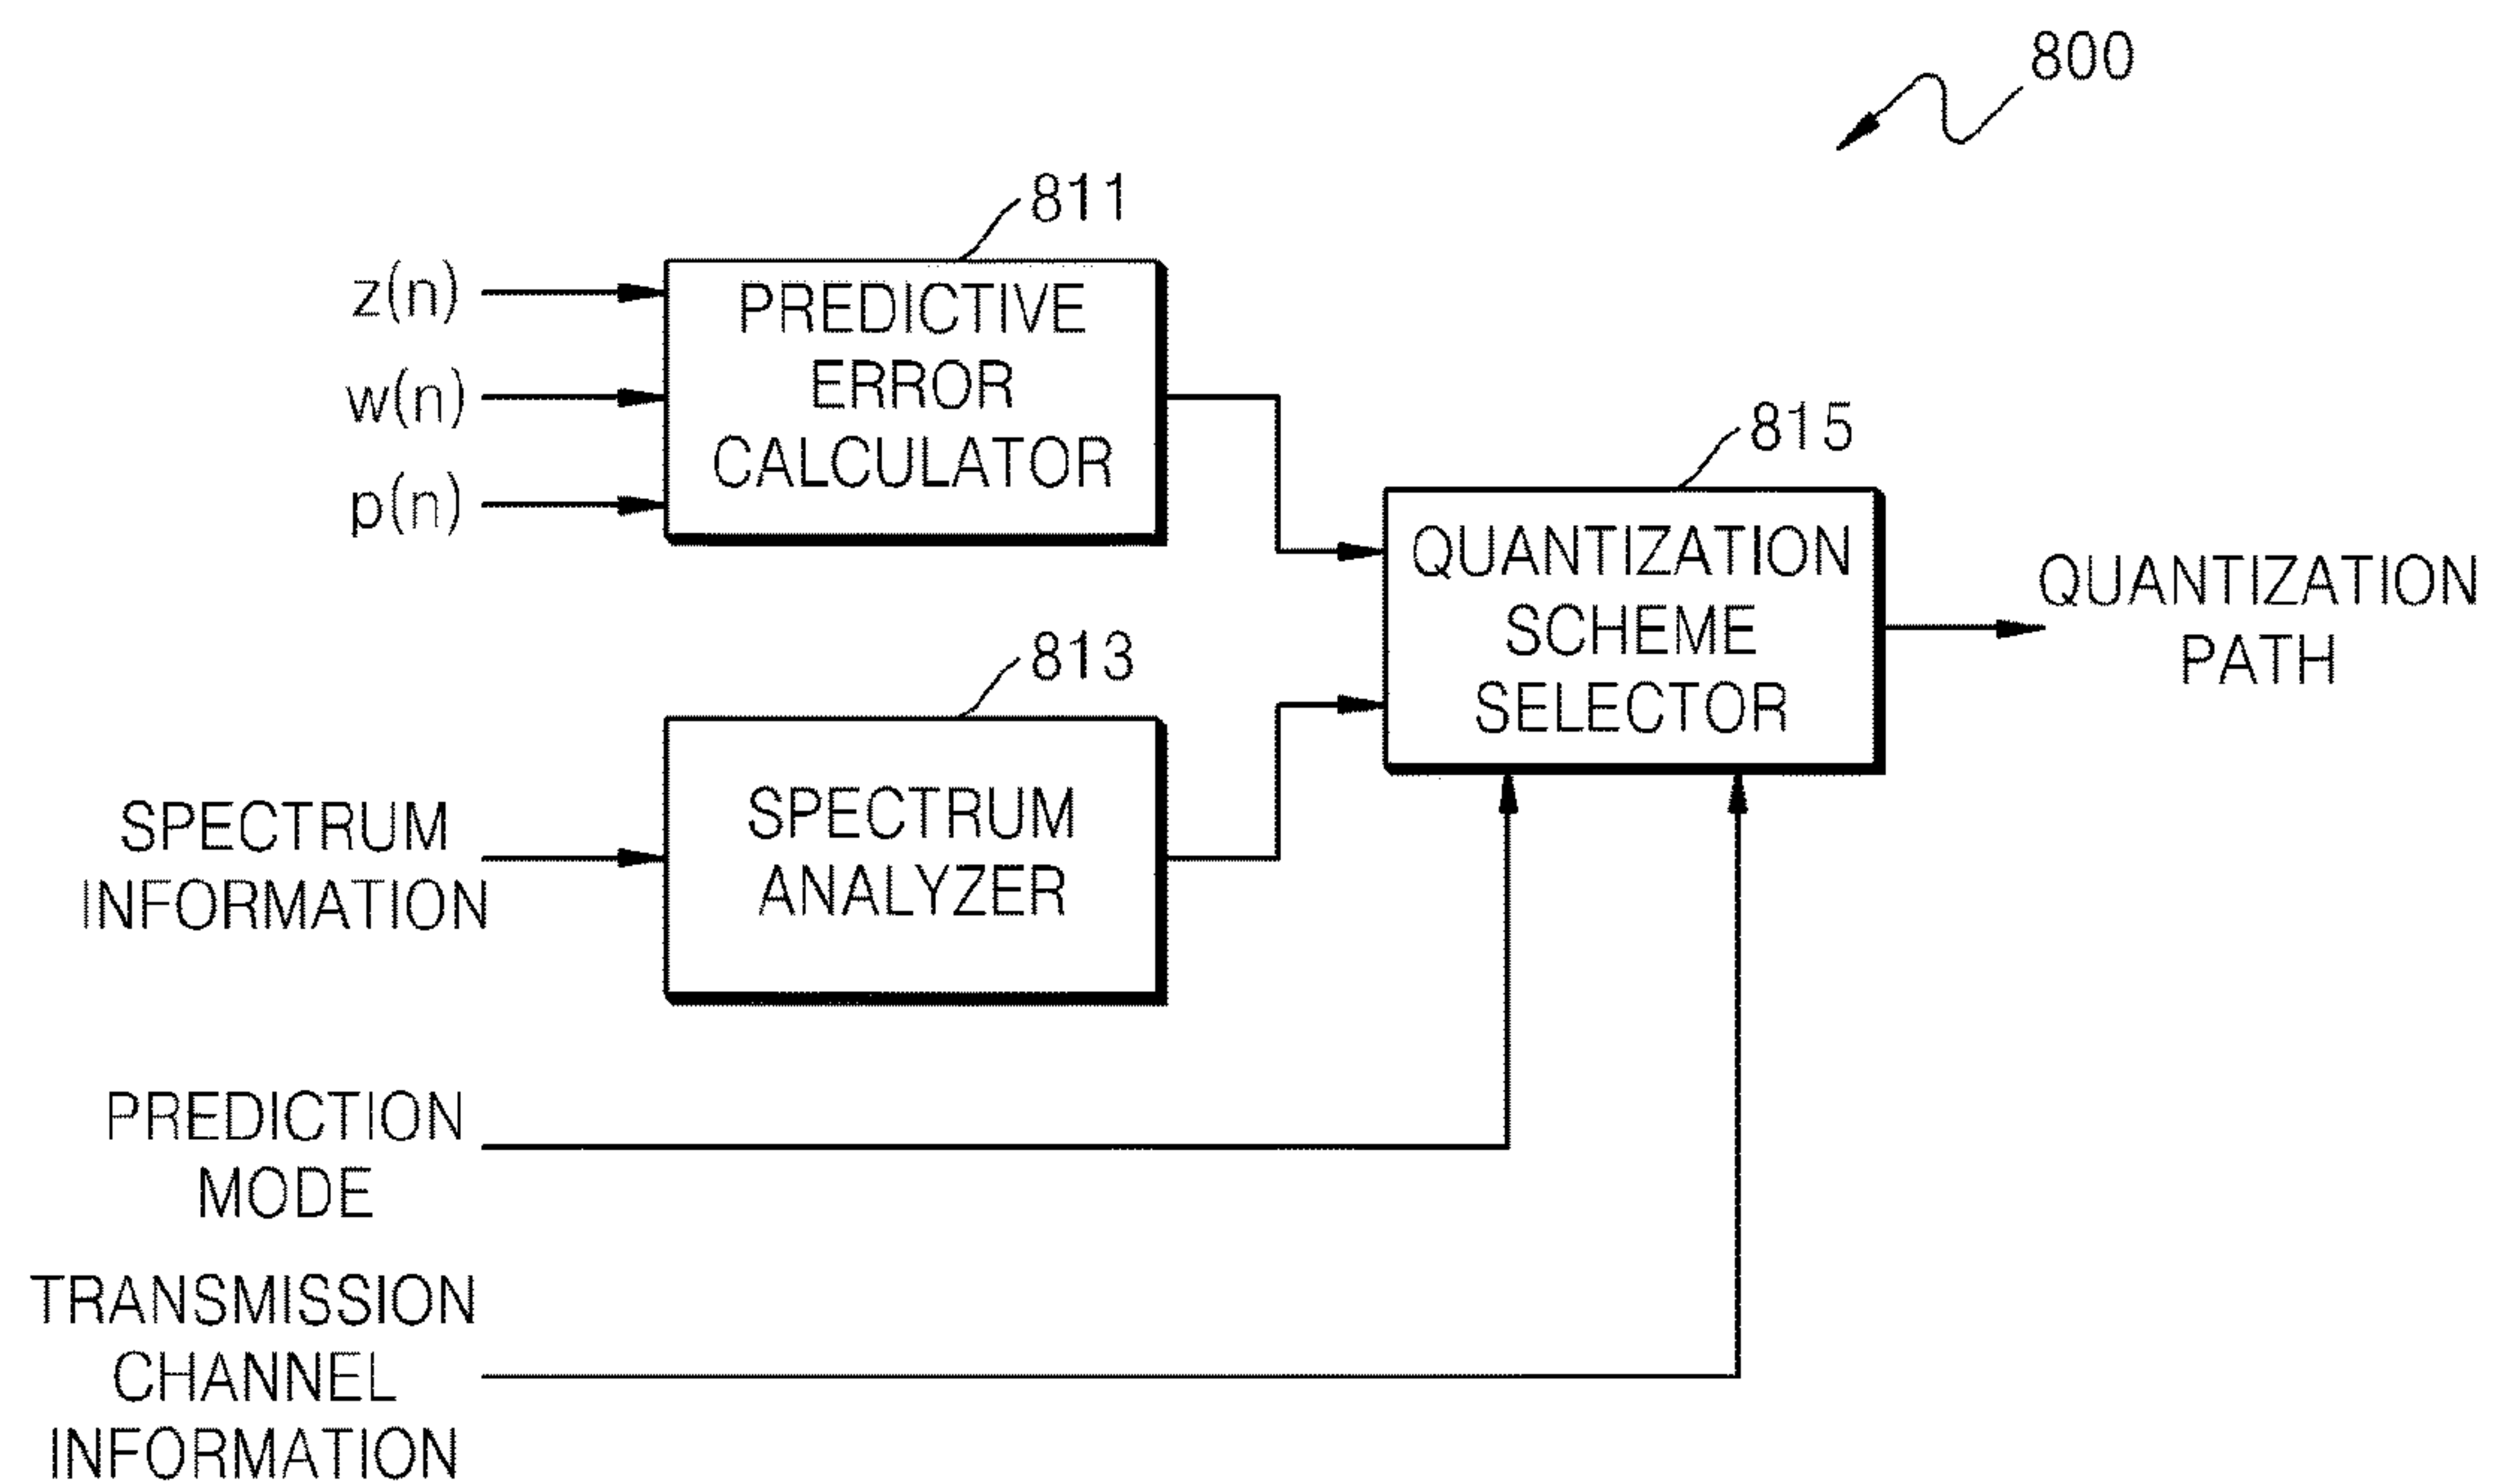 800
811
z(n)
w(n)
p(n)
PREDICTIVE
ERROR
CALCULATOR
815
QUANTIZATION
SCHEME
SELECTOR
QUANTIZATION
PATH
813
SPECTRUM
INFORMATION
SPECTRUM
ANALYZER
PREDICTION
MODE
TRANSMISSION
CHANNEL
INFORMATION